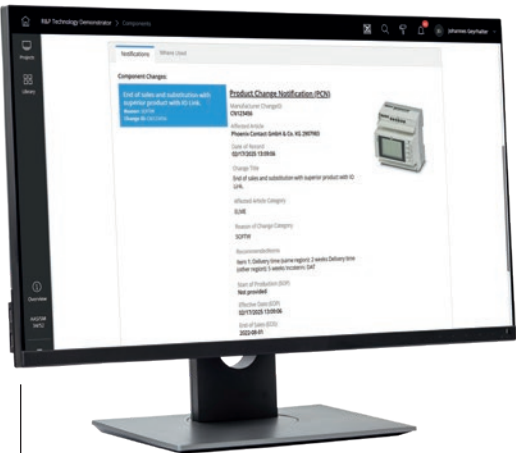 R&P Technology Demonstrator > Components
Johannes Geyrhalter
Projects
Library
Overview
Notifications
Where Used
Component Changes
End of sales and substitution with
superior product with IO Link.
Reason: SOFTW
Product Change Notification (PCN)
Manufacturer ChangeID
CN123456
Affected Article
Phoenix Contact GmbH & Co. KG 2907983
Date of Record
02/17/2025 13:09:06
Change Title
End of sales and substitution with superior product with IO
Link.
Affected Article Category
Reason of Change Category
SOFTW
Recommendedtions
Item 1: Delivery time (same region): 2 weeks Delivery time
(other region): 5 weeks Incoterm: DAT
Start of Production (SOP)
Not provided
Effective Date (EOP)
02/17/2025 13:09:06
End of Sales (EOS)
2022-08-01